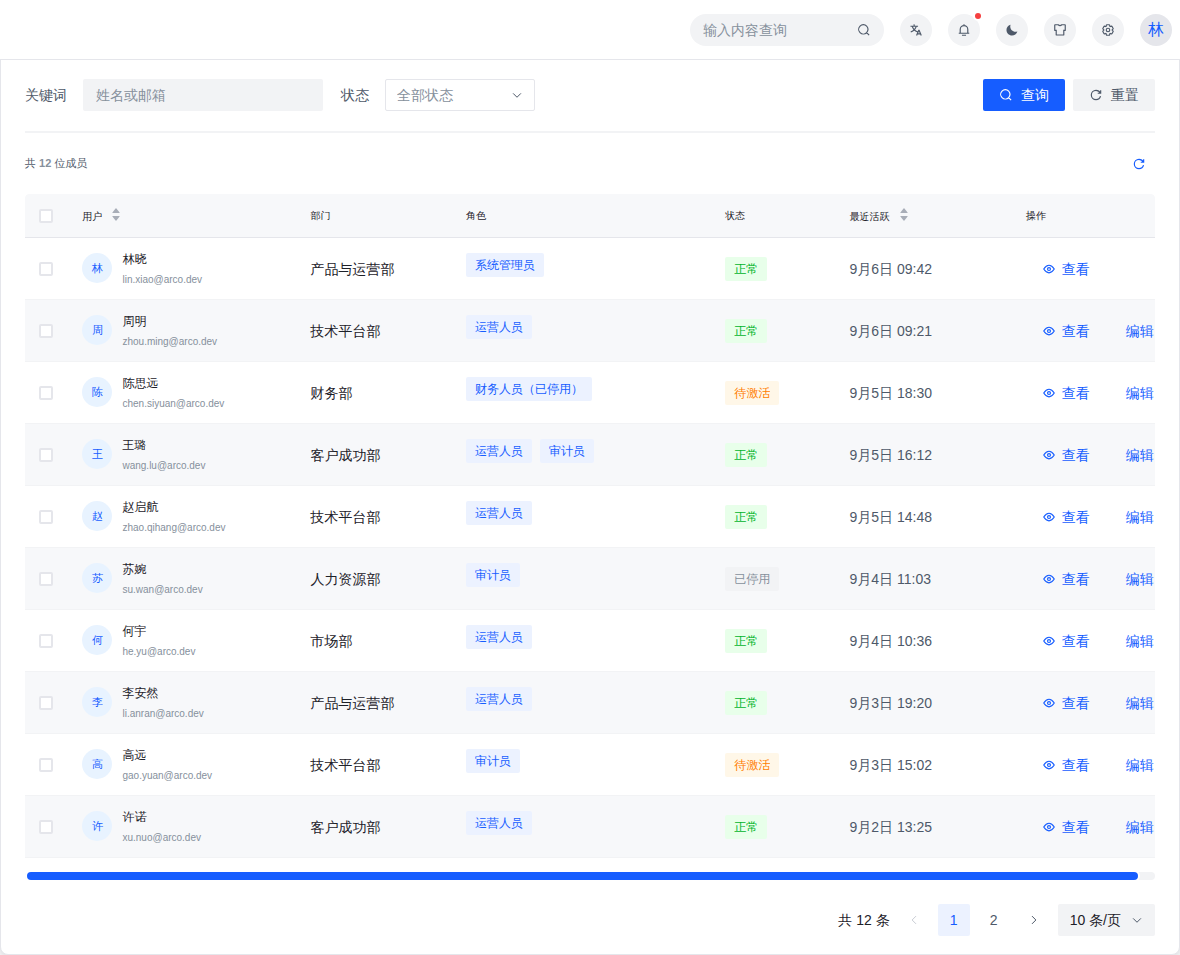 输入内容查询 林
关键词 姓名或邮箱 状态 全部状态 查询 重置
共 12 位成员
用户 部门 角色 状态 最近活跃 操作
林 林晓 lin.xiao@arco.dev 产品与运营部 系统管理员 正常 9月6日 09:42 查看
周 周明 zhou.ming@arco.dev 技术平台部 运营人员 正常 9月6日 09:21 查看 编辑
陈 陈思远 chen.siyuan@arco.dev 财务部 财务人员（已停用） 待激活 9月5日 18:30 查看 编辑
王 王璐 wang.lu@arco.dev 客户成功部 运营人员 审计员 正常 9月5日 16:12 查看 编辑
赵 赵启航 zhao.qihang@arco.dev 技术平台部 运营人员 正常 9月5日 14:48 查看 编辑
苏 苏婉 su.wan@arco.dev 人力资源部 审计员 已停用 9月4日 11:03 查看 编辑
何 何宇 he.yu@arco.dev 市场部 运营人员 正常 9月4日 10:36 查看 编辑
李 李安然 li.anran@arco.dev 产品与运营部 运营人员 正常 9月3日 19:20 查看 编辑
高 高远 gao.yuan@arco.dev 技术平台部 审计员 待激活 9月3日 15:02 查看 编辑
许 许诺 xu.nuo@arco.dev 客户成功部 运营人员 正常 9月2日 13:25 查看 编辑
共 12 条 1 2 10 条/页